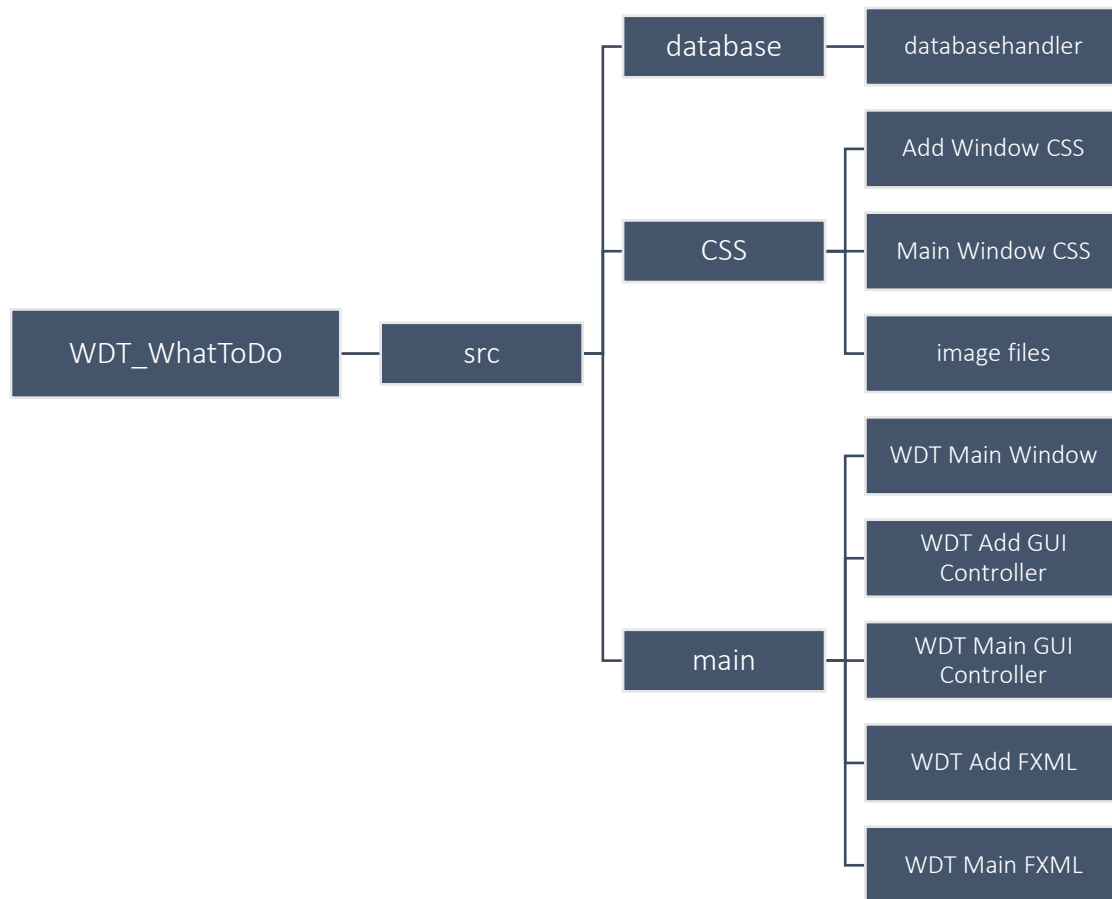 database
databasehandler
Add Window CSS
CSS
Main Window CSS
image files
WDT_WhatToDo
src
WDT Main Window
WDT Add GUI
Controller
main
WDT Main GUI
Controller
WDT Add FXML
WDT Main FXML